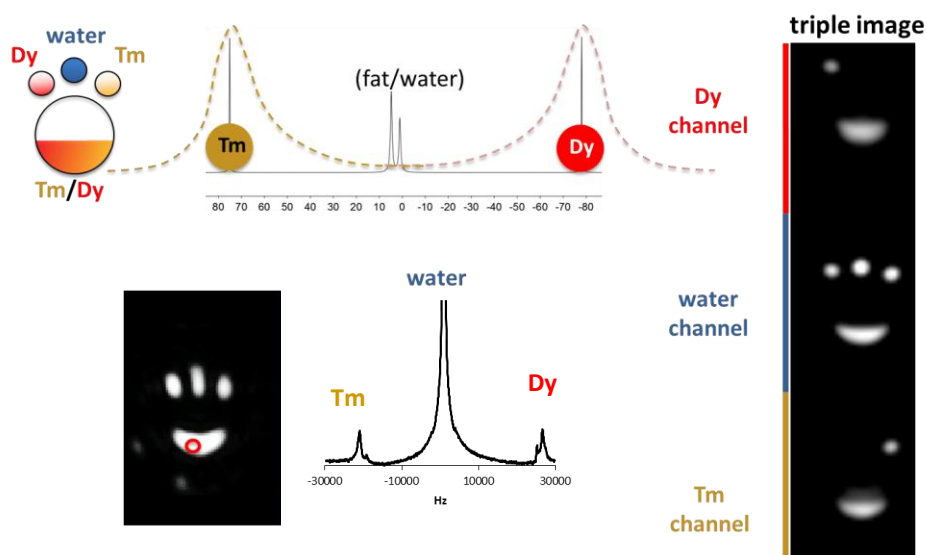 triple image
water
Dy
Tm
Tm/Dy
(fat/water)
Tm
Dy
80 70 60 50 40 30 20 10 0 -10 -20 -30 -40 -50 -60 -70 -80
Dy
channel
water
channel
Tm
channel
water
Tm
Dy
-30000 -10000 10000 30000
Hz